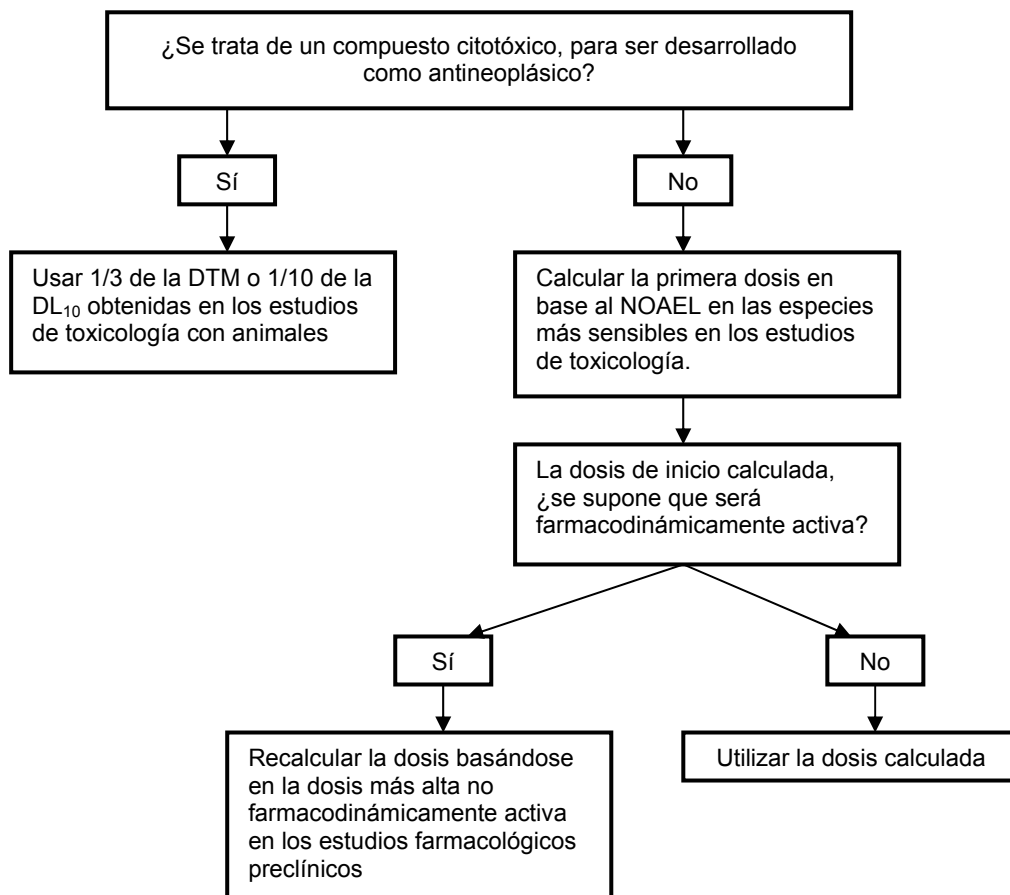 ¿Se trata de un compuesto citotóxico, para ser desarrollado
como antineoplásico?
Sí
No
Usar 1/3 de la DTM o 1/10 de la
DL₁₀ obtenidas en los estudios
de toxicología con animales
Calcular la primera dosis en
base al NOAEL en las especies
más sensibles en los estudios
de toxicología.
La dosis de inicio calculada,
¿se supone que será
farmacodinámicamente activa?
Sí
No
Recalcular la dosis basándose
en la dosis más alta no
farmacodinámicamente activa
en los estudios farmacológicos
preclínicos
Utilizar la dosis calculada